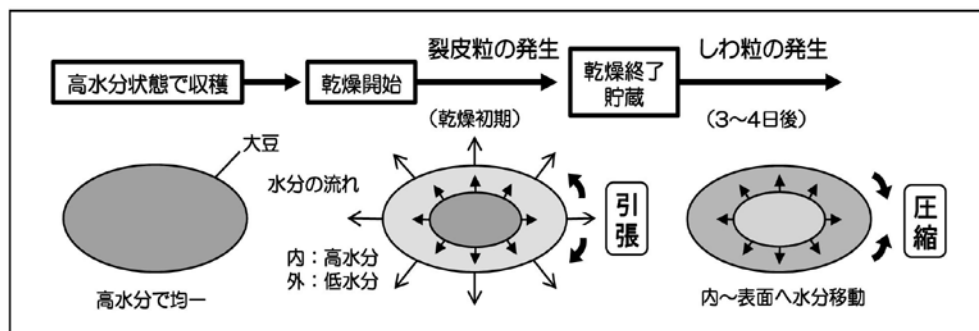 裂皮粒の発生
しわ粒の発生
高水分状態で収穫
乾燥開始
乾燥終了
貯蔵
（乾燥初期）
（3〜4日後）
大豆
水分の流れ
引張
圧縮
内：高水分
外：低水分
高水分で均一
内〜表面へ水分移動